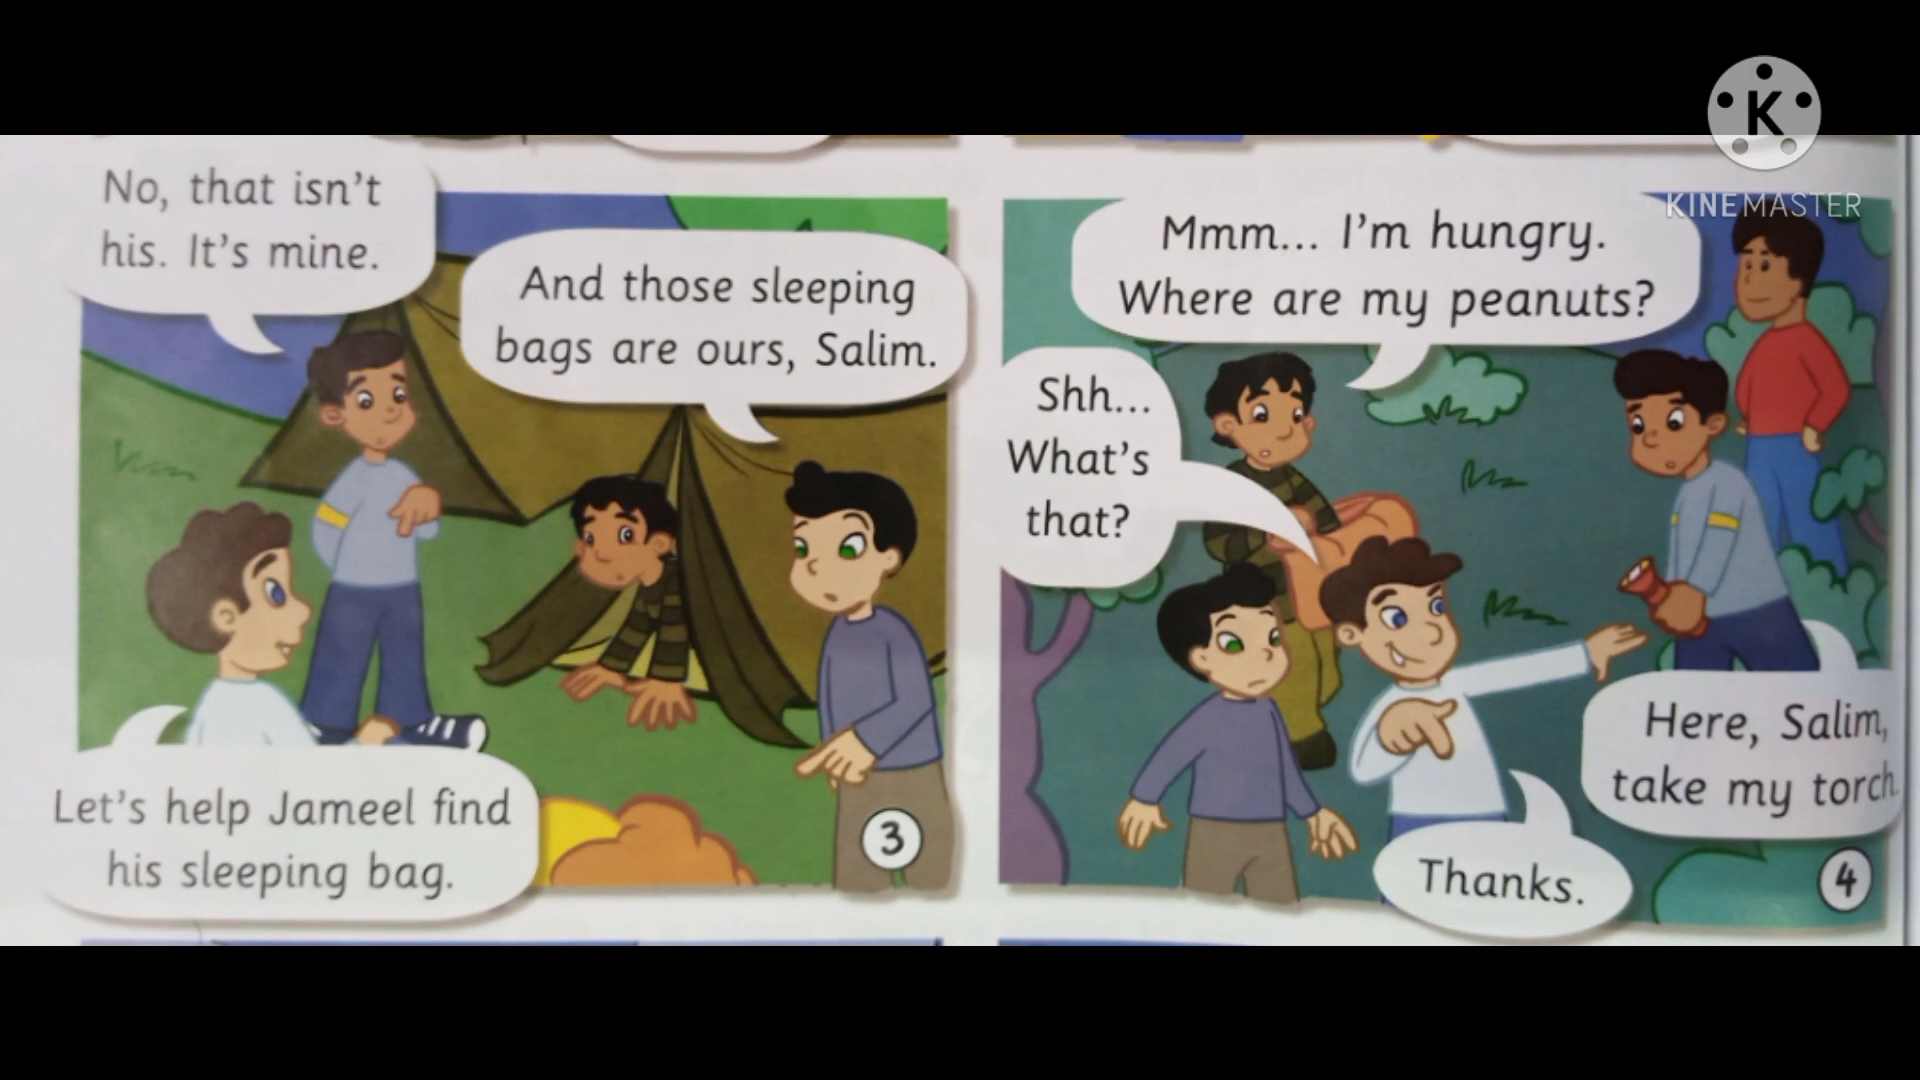 No, that isn't
his. It's mine.
And those sleeping
bags are ours, Salim.
Let's help Jameel find
his sleeping bag.
3
Mmm... I'm hungry.
Where are my peanuts?
Shh...
What's
that?
Here, Salim,
take my torch.
Thanks.
4
K
KINEMASTER